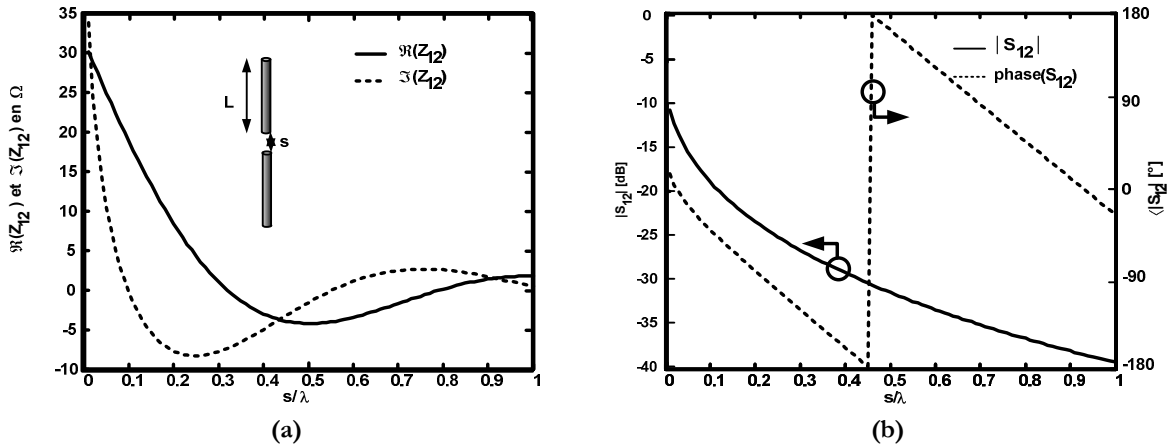 35
30
25
20
15
10
5
0
-5
-10
ℜ(Z12) et ℑ(Z12) en Ω
ℜ(Z12)
ℑ(Z12)
L
s
0 0.1 0.2 0.3 0.4 0.5 0.6 0.7 0.8 0.9 1
s/λ
(a)
0
-5
-10
-15
-20
-25
-30
-35
-40
|S12| [dB]
| S12 |
phase(S12)
180
90
0
-90
-180
[°]
0 0.1 0.2 0.3 0.4 0.5 0.6 0.7 0.8 0.9 1
s/λ
(b)